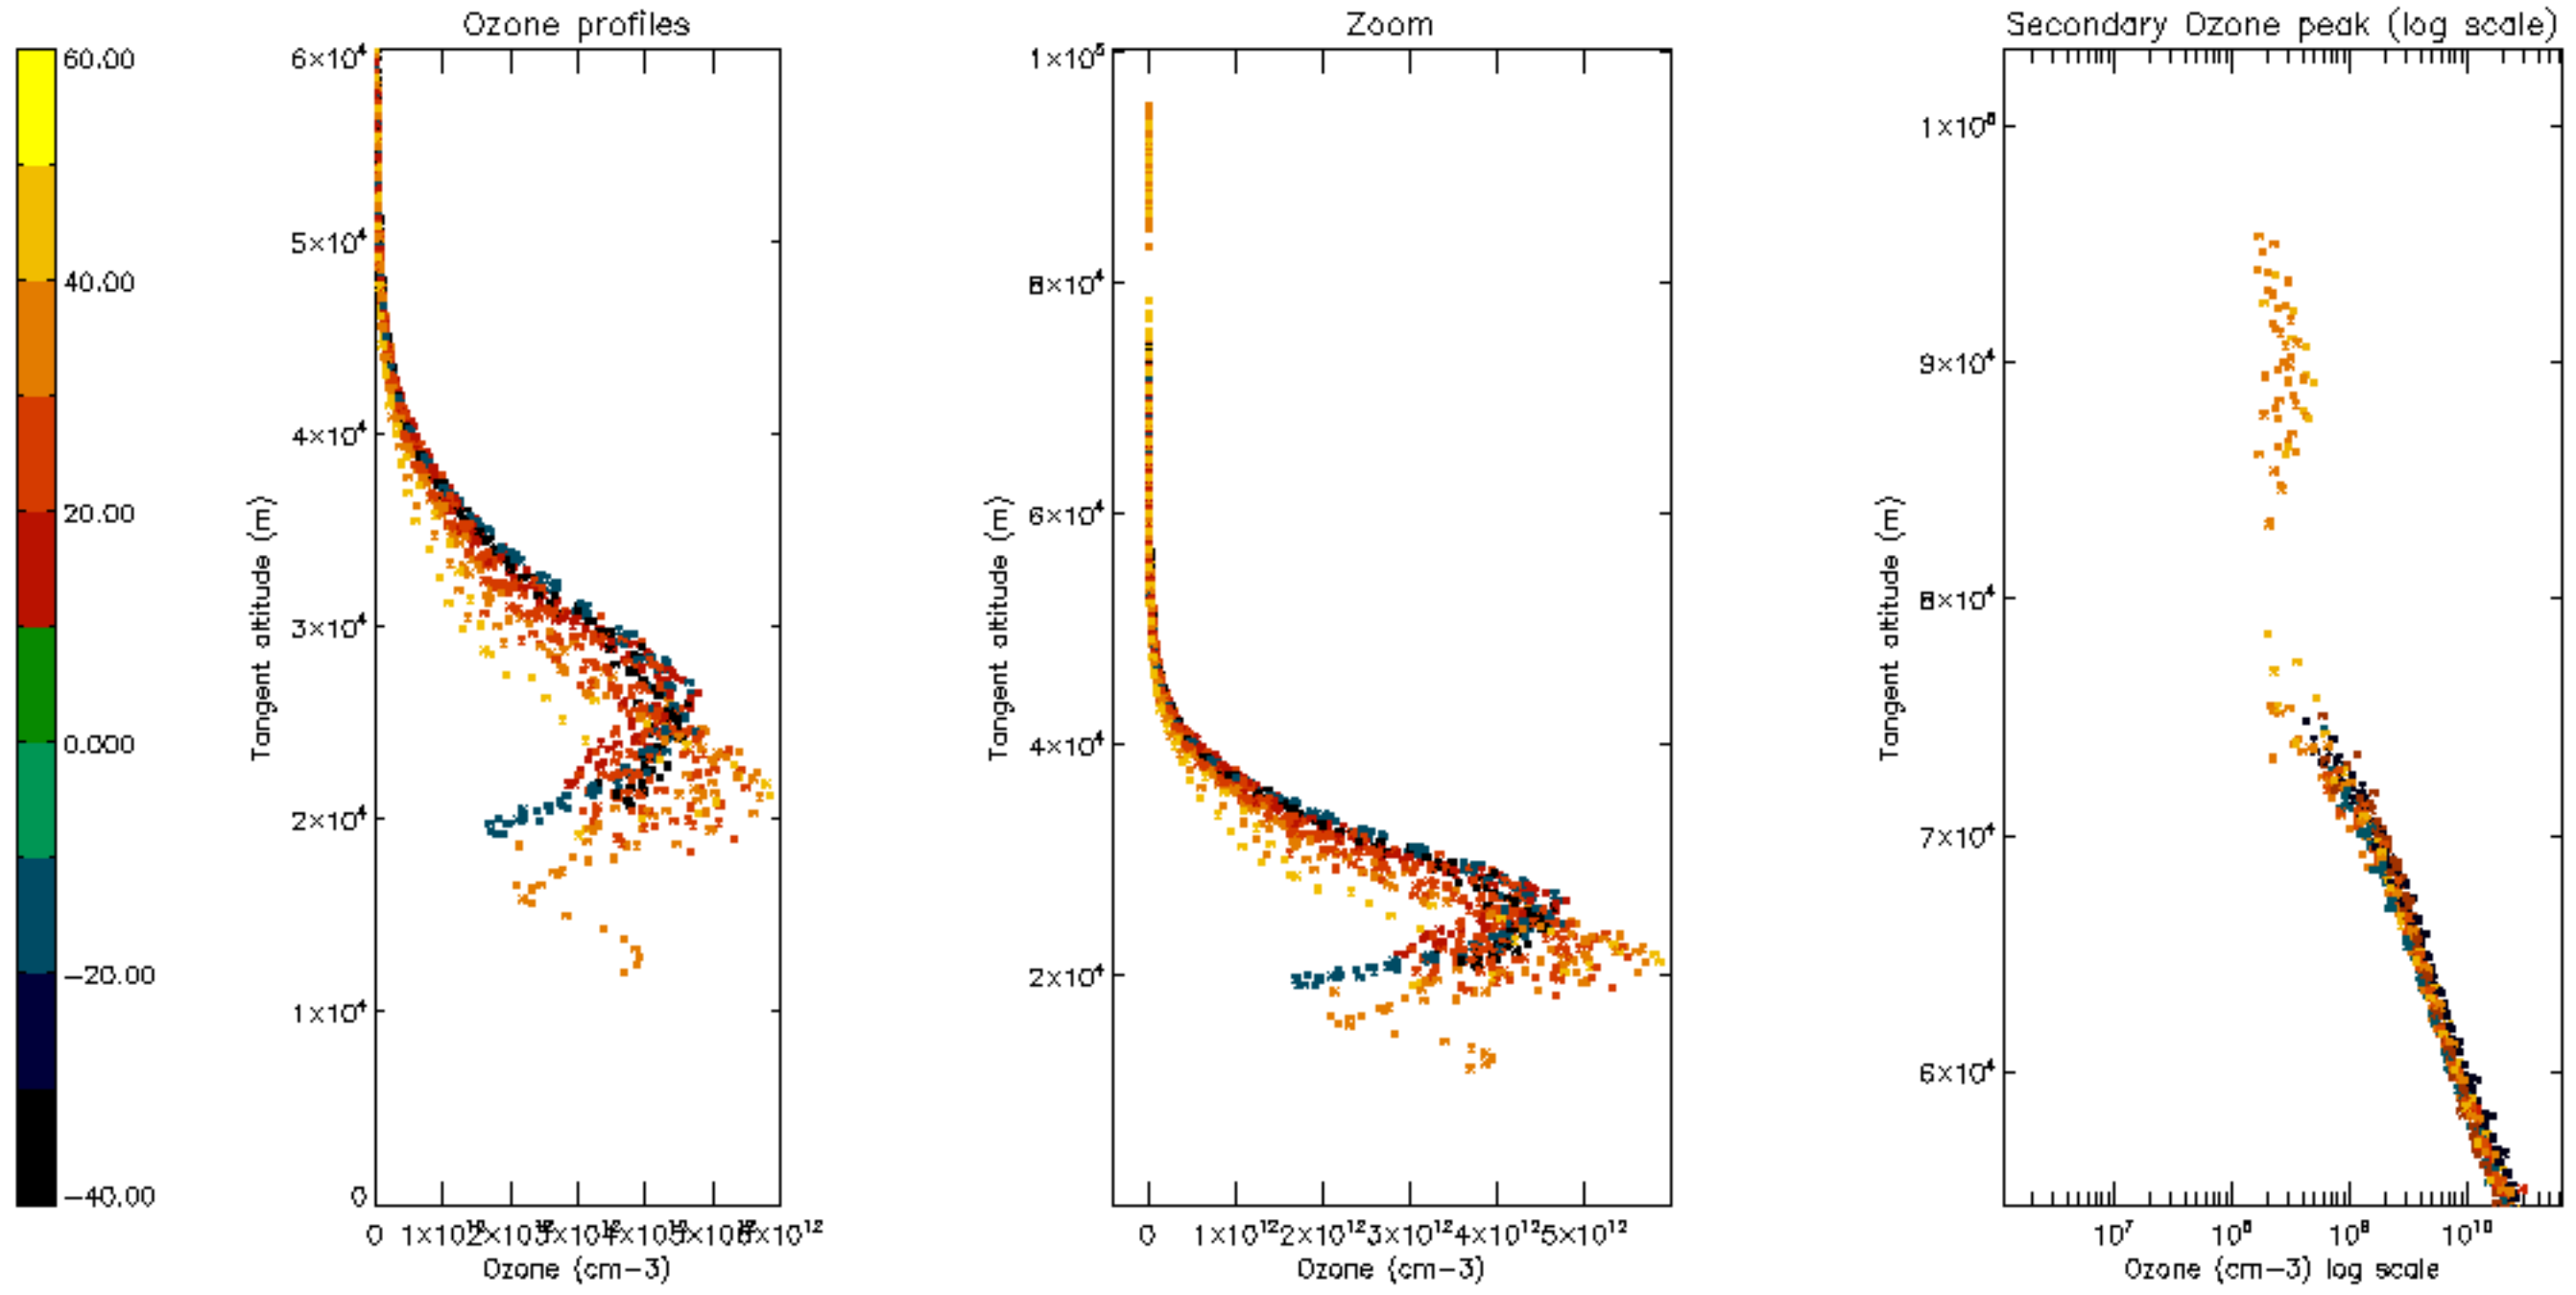 Ozone profiles
Zoom
Secondary Ozone peak (log scale)
60.00
40.00
20.00
0.000
−20.00
−40.00
6×10⁴
5×10⁴
4×10⁴
3×10⁴
2×10⁴
1×10⁴
0
Tangent altitude (m)
0
Ozone (cm−3)
1×10⁵
8×10⁴
6×10⁴
4×10⁴
2×10⁴
Tangent altitude (m)
0 1×10¹² 2×10¹² 3×10¹² 4×10¹² 5×10¹²
Ozone (cm−3)
1×10⁵
9×10⁴
8×10⁴
7×10⁴
6×10⁴
Tangent altitude (m)
10⁷ 10⁸ 10⁹ 10¹⁰
Ozone (cm−3) log scale